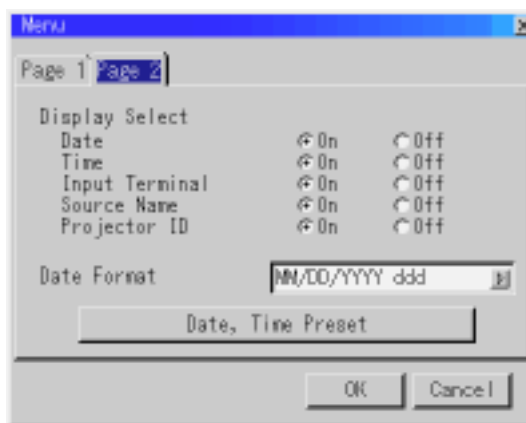 Menu
Page 1 Page 2
Display Select
Date On Off
Time On Off
Input Terminal On Off
Source Name On Off
Projector ID On Off
Date Format MM/DD/YYYY ddd
Date, Time Preset
OK Cancel